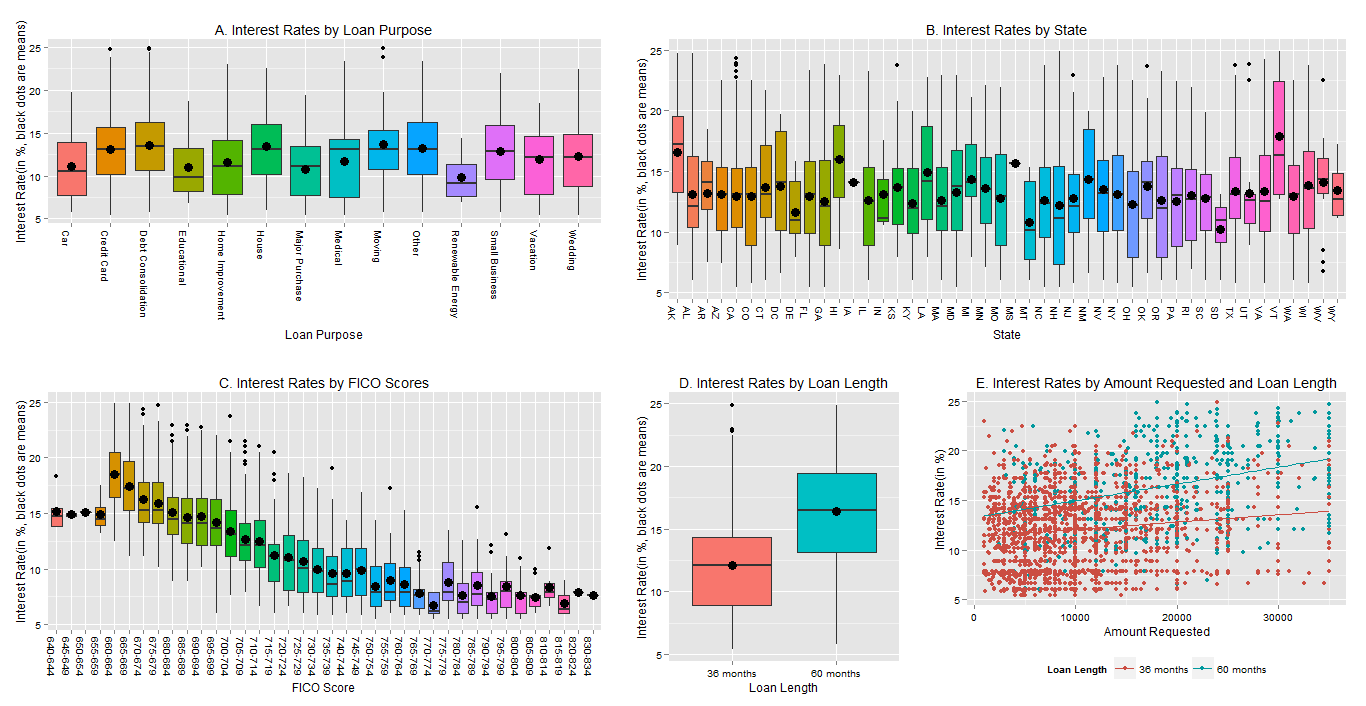 A. Interest Rates by Loan Purpose
Interest Rate(in %, black dots are means)
25
20
15
10
5
Car
Credit Card
Debt Consolidation
Educational
Home Improvement
House
Major Purchase
Medical
Moving
Other
Renewable Energy
Small Business
Vacation
Wedding
Loan Purpose
B. Interest Rates by State
Interest Rate(in %, black dots are means)
25
20
15
10
5
AK
AL
AR
AZ
CA
CO
CT
DC
DE
FL
GA
HI
IA
IL
IN
KS
KY
LA
MA
MD
MI
MN
MO
MS
MT
NC
NH
NJ
NM
NV
NY
OH
OK
OR
PA
RI
SC
SD
TX
UT
VA
VT
WA
WI
WV
WY
State
C. Interest Rates by FICO Scores
Interest Rate(in %, black dots are means)
25
20
15
10
5
640-644
645-649
650-654
655-659
660-664
665-669
670-674
675-679
680-684
685-689
690-694
695-699
700-704
705-709
710-714
715-719
720-724
725-729
730-734
735-739
740-744
745-749
750-754
755-759
760-764
765-769
770-774
775-779
780-784
785-789
790-794
795-799
800-804
805-809
810-814
815-819
820-824
830-834
FICO Score
D. Interest Rates by Loan Length
Interest Rate(in %, black dots are means)
25
20
15
10
5
36 months
60 months
Loan Length
E. Interest Rates by Amount Requested and Loan Length
Interest Rate(in %)
25
20
15
10
5
0
10000
20000
30000
Amount Requested
Loan Length 36 months 60 months